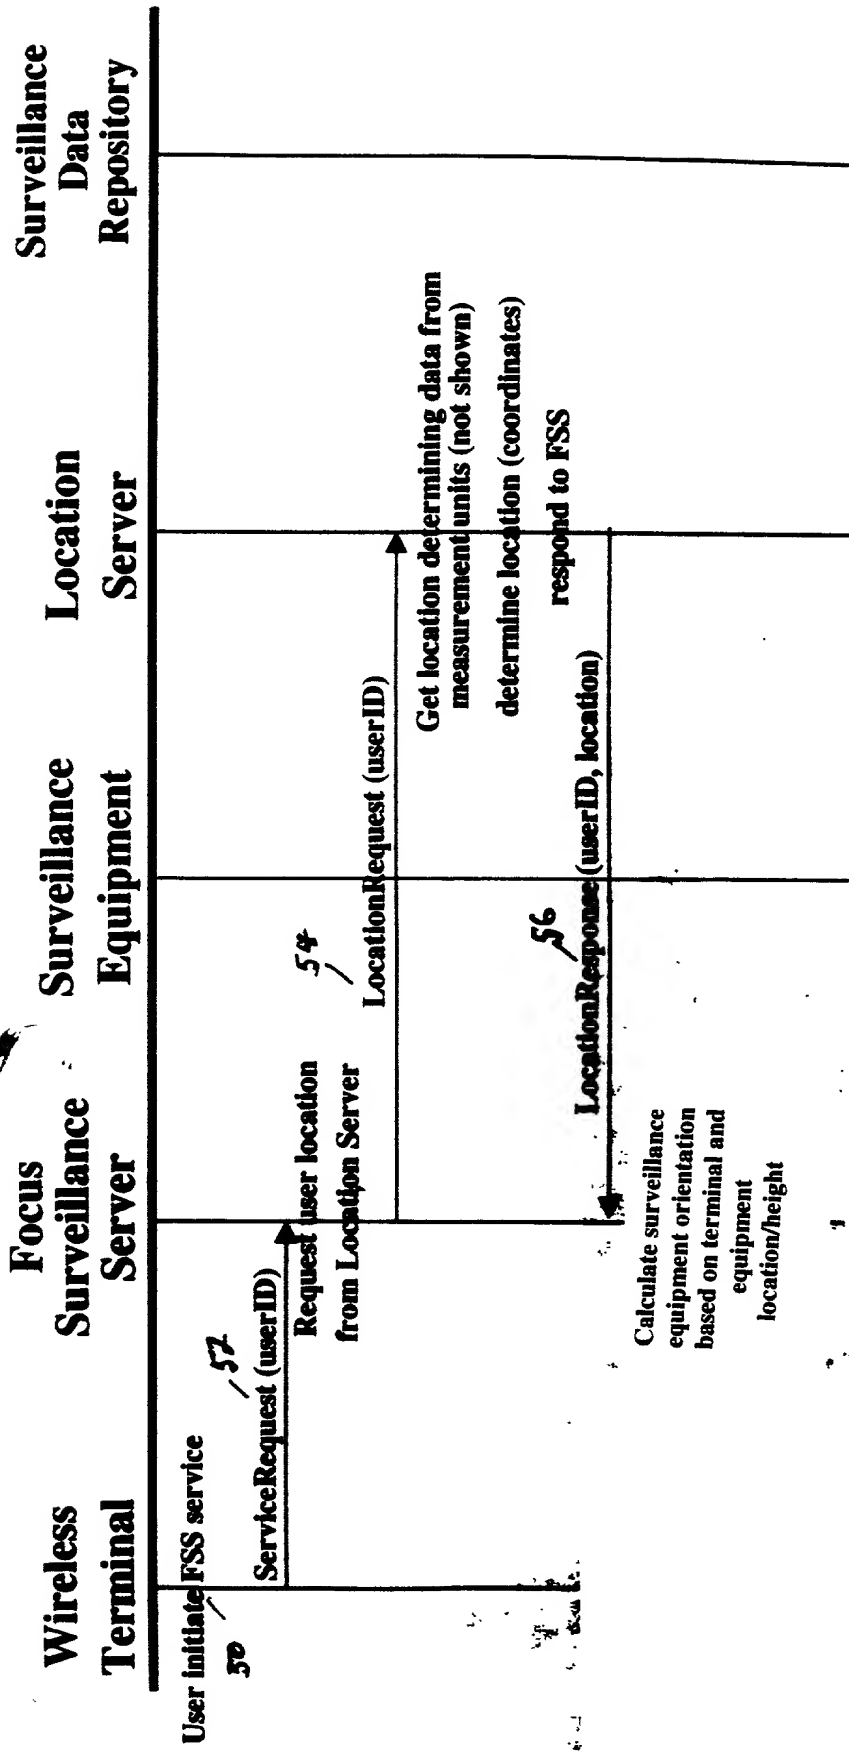 Wireless
Terminal
Focus
Surveillance
Server
Surveillance
Equipment
Location
Server
Surveillance
Data
Repository
User initiate FSS service
50
52
ServiceRequest (userID)
Request user location
from Location Server
54
LocationRequest (userID)
Get location determining data from
measurement units (not shown)
determine location (coordinates)
respond to FSS
56
LocationResponse (userID, location)
Calculate surveillance
equipment orientation
based on terminal and
equipment
location/height